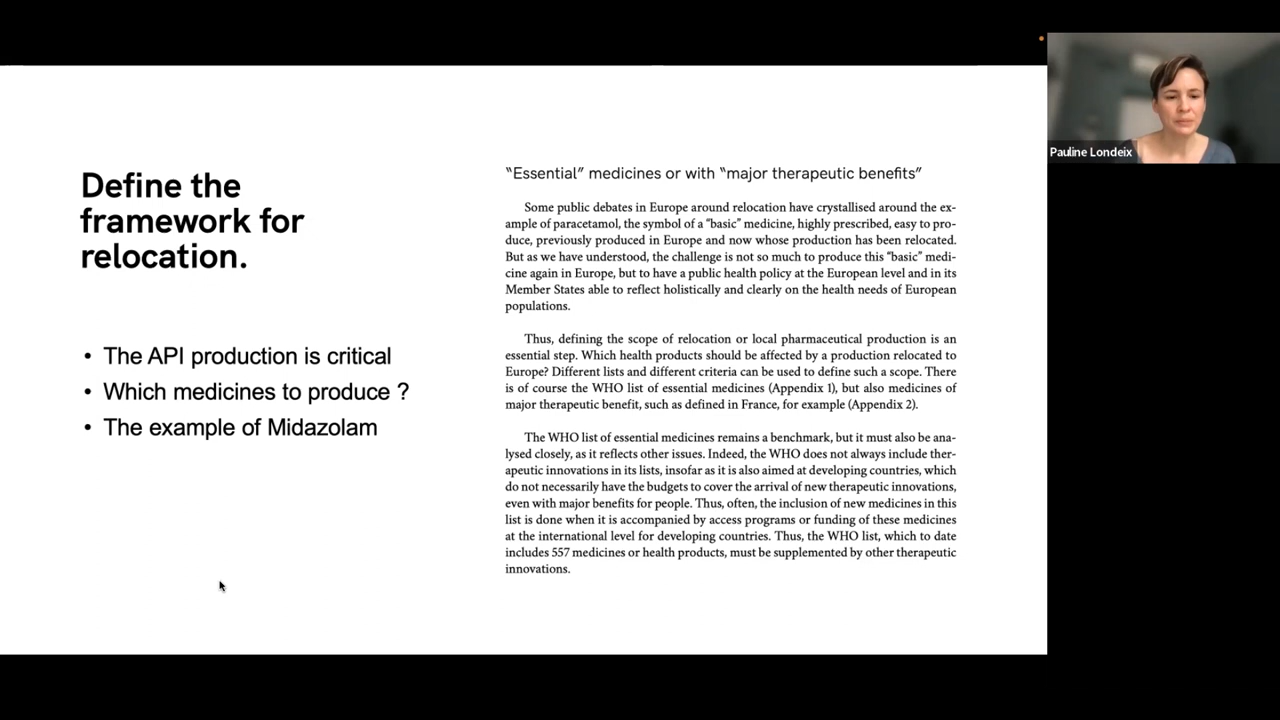 Define the
framework for
relocation.
• The API production is critical
• Which medicines to produce ?
• The example of Midazolam
“Essential” medicines or with “major therapeutic benefits”
Some public debates in Europe around relocation have crystallised around the ex-
ample of paracetamol, the symbol of a “basic” medicine, highly prescribed, easy to pro-
duce, previously produced in Europe and now whose production has been relocated.
But as we have understood, the challenge is not so much to produce this “basic” medi-
cine again in Europe, but to have a public health policy at the European level and in its
Member States able to reflect holistically and clearly on the health needs of European
populations.
Thus, defining the scope of relocation or local pharmaceutical production is an
essential step. Which health products should be affected by a production relocated to
Europe? Different lists and different criteria can be used to define such a scope. There
is of course the WHO list of essential medicines (Appendix 1), but also medicines of
major therapeutic benefit, such as defined in France, for example (Appendix 2).
The WHO list of essential medicines remains a benchmark, but it must also be ana-
lysed closely, as it reflects other issues. Indeed, the WHO does not always include ther-
apeutic innovations in its lists, insofar as it is also aimed at developing countries, which
do not necessarily have the budgets to cover the arrival of new therapeutic innovations,
even with major benefits for people. Thus, often, the inclusion of new medicines in this
list is done when it is accompanied by access programs or funding of these medicines
at the international level for developing countries. Thus, the WHO list, which to date
includes 557 medicines or health products, must be supplemented by other therapeutic
innovations.
Pauline Londeix